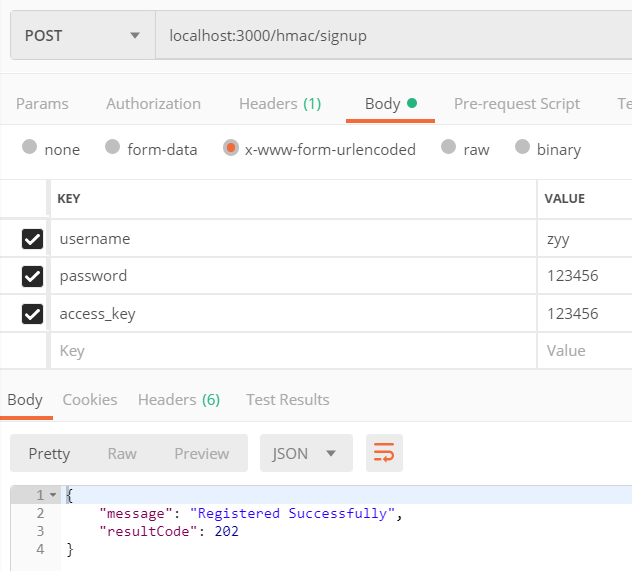 POST localhost:3000/hmac/signup
Params Authorization Headers (1) Body Pre-request Script Te
none form-data x-www-form-urlencoded raw binary
KEY VALUE
username zyy
password 123456
access_key 123456
Key Value
Body Cookies Headers (6) Test Results
Pretty Raw Preview JSON
1 {
2 "message": "Registered Successfully",
3 "resultCode": 202
4 }